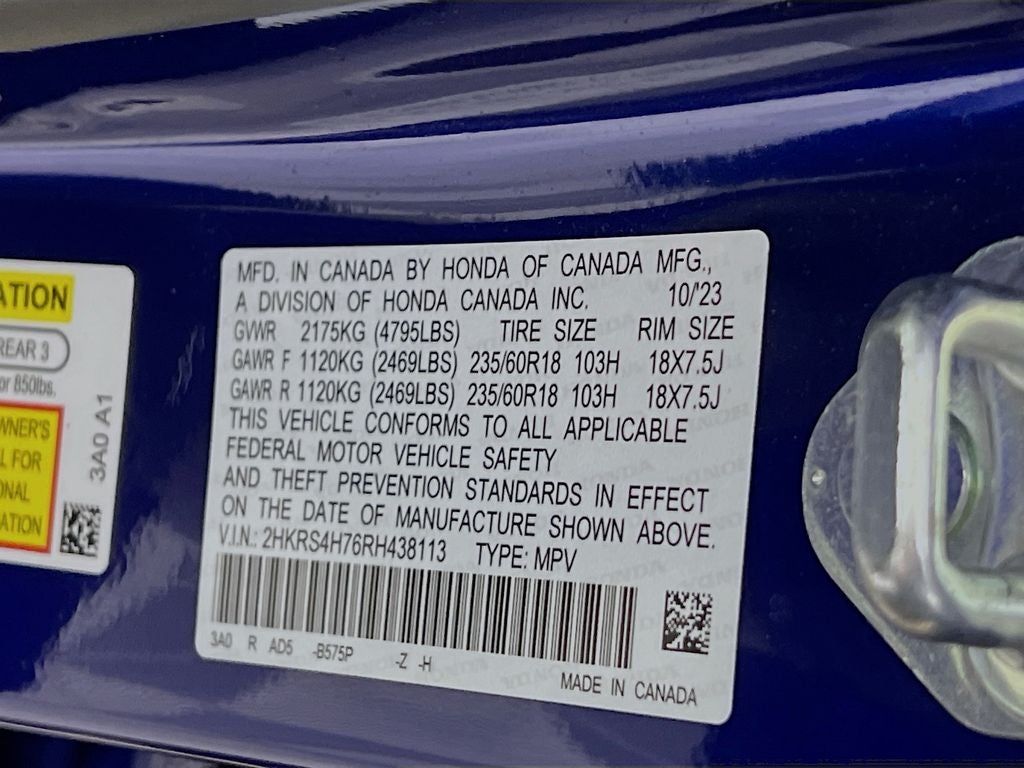 ATION
REAR 3
or 850lbs.
WNER'S
L FOR
ONAL
ATION
3A0 A1
MFD. IN CANADA BY HONDA OF CANADA MFG.,
A DIVISION OF HONDA CANADA INC. 10/'23
GVWR 2175KG (4795LBS) TIRE SIZE RIM SIZE
GAWR F 1120KG (2469LBS) 235/60R18 103H 18X7.5J
GAWR R 1120KG (2469LBS) 235/60R18 103H 18X7.5J
THIS VEHICLE CONFORMS TO ALL APPLICABLE
FEDERAL MOTOR VEHICLE SAFETY
AND THEFT PREVENTION STANDARDS IN EFFECT
ON THE DATE OF MANUFACTURE SHOWN ABOVE.
V.I.N.: 2HKRS4H76RH438113 TYPE: MPV
3A0 R AD5 -B575P -Z -H
MADE IN CANADA